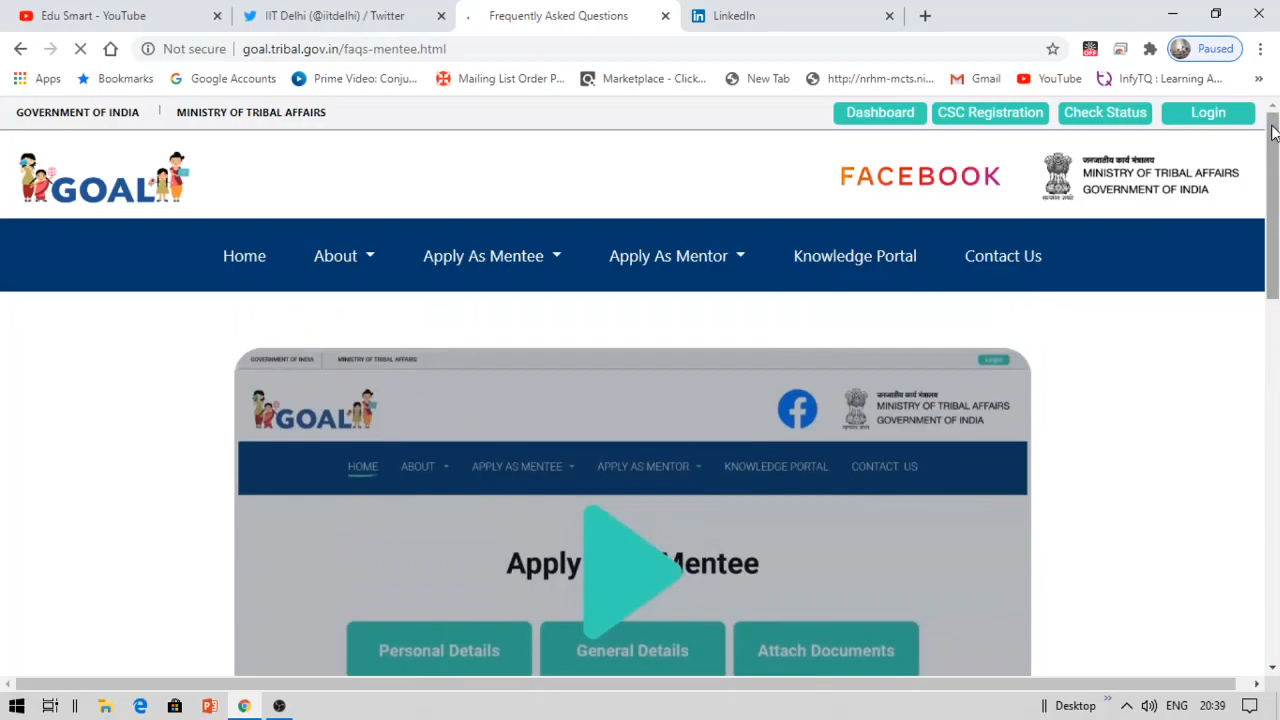 Edu Smart - YouTube
IIT Delhi (@iitdelhi) / Twitter
Frequently Asked Questions
LinkedIn
Not secure
goal.tribal.gov.in/faqs-mentee.html
OFF
Paused
Apps
Bookmarks
Google Accounts
Prime Video: Conju...
Mailing List Order P...
Marketplace - Click...
New Tab
http://nrhm-mcts.ni...
Gmail
YouTube
InfyTQ : Learning A...
GOVERNMENT OF INDIA
MINISTRY OF TRIBAL AFFAIRS
Dashboard
CSC Registration
Check Status
Login
GOAL
FACEBOOK
जनजातीय कार्य मंत्रालय
MINISTRY OF TRIBAL AFFAIRS
GOVERNMENT OF INDIA
Home
About
Apply As Mentee
Apply As Mentor
Knowledge Portal
Contact Us
GOVERNMENT OF INDIA
MINISTRY OF TRIBAL AFFAIRS
Login
GOAL
जनजातीय कार्य मंत्रालय
MINISTRY OF TRIBAL AFFAIRS
GOVERNMENT OF INDIA
HOME
ABOUT
APPLY AS MENTEE
APPLY AS MENTOR
KNOWLEDGE PORTAL
CONTACT US
Apply Mentee
Personal Details
General Details
Attach Documents
Desktop
ENG
20:39